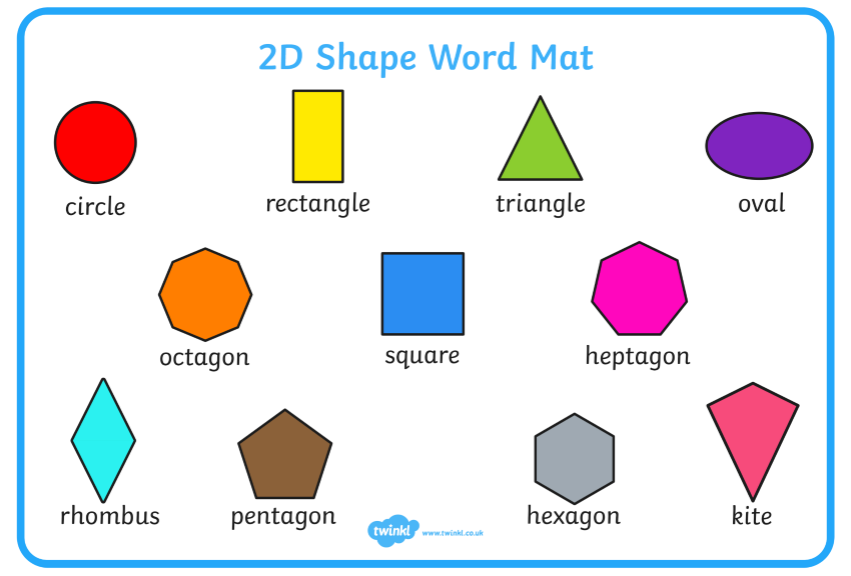 2D Shape Word Mat
circle
rectangle
triangle
oval
octagon
square
heptagon
rhombus
pentagon
hexagon
kite
twinkl
www.twinkl.co.uk